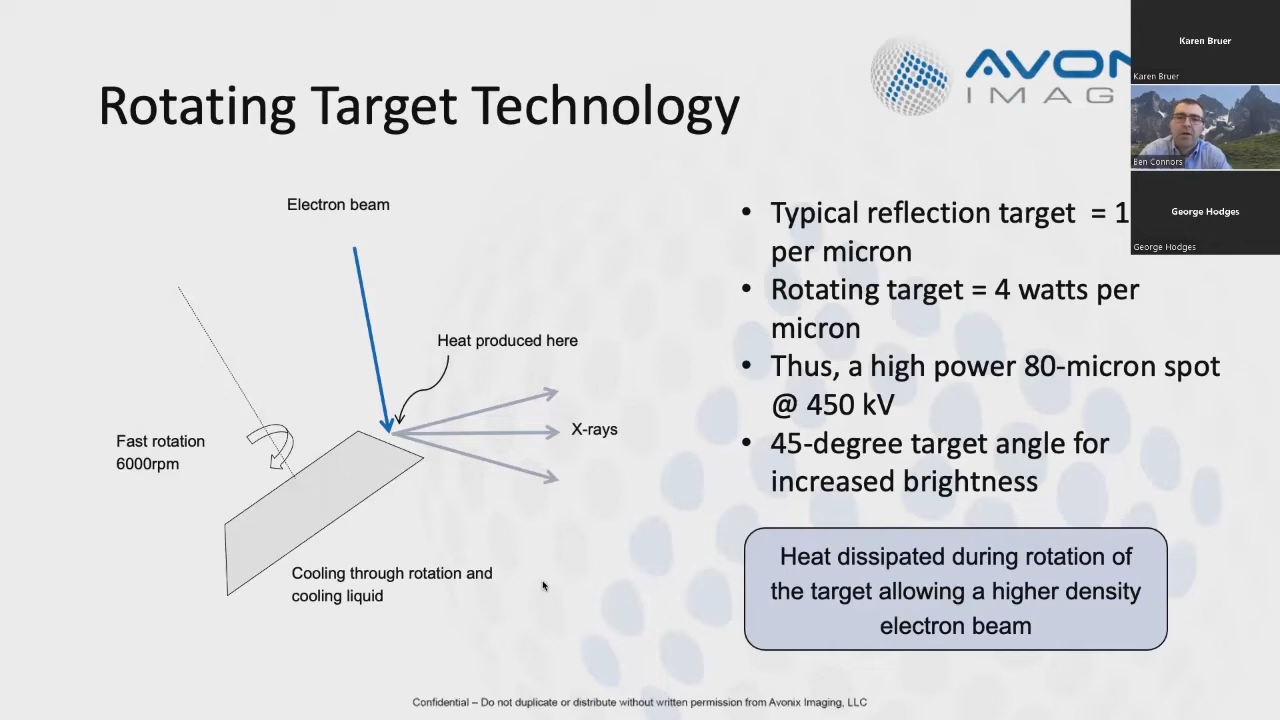 Rotating Target Technology
AVON
IMAG
Karen Bruer
Karen Bruer
Ben Connors
George Hodges
George Hodges
Electron beam
Heat produced here
X-rays
Fast rotation
6000rpm
Cooling through rotation and
cooling liquid
• Typical reflection target = 1
per micron
• Rotating target = 4 watts per
micron
• Thus, a high power 80-micron spot
@ 450 kV
• 45-degree target angle for
increased brightness
Heat dissipated during rotation of
the target allowing a higher density
electron beam
Confidential – Do not duplicate or distribute without written permission from Avonix Imaging, LLC